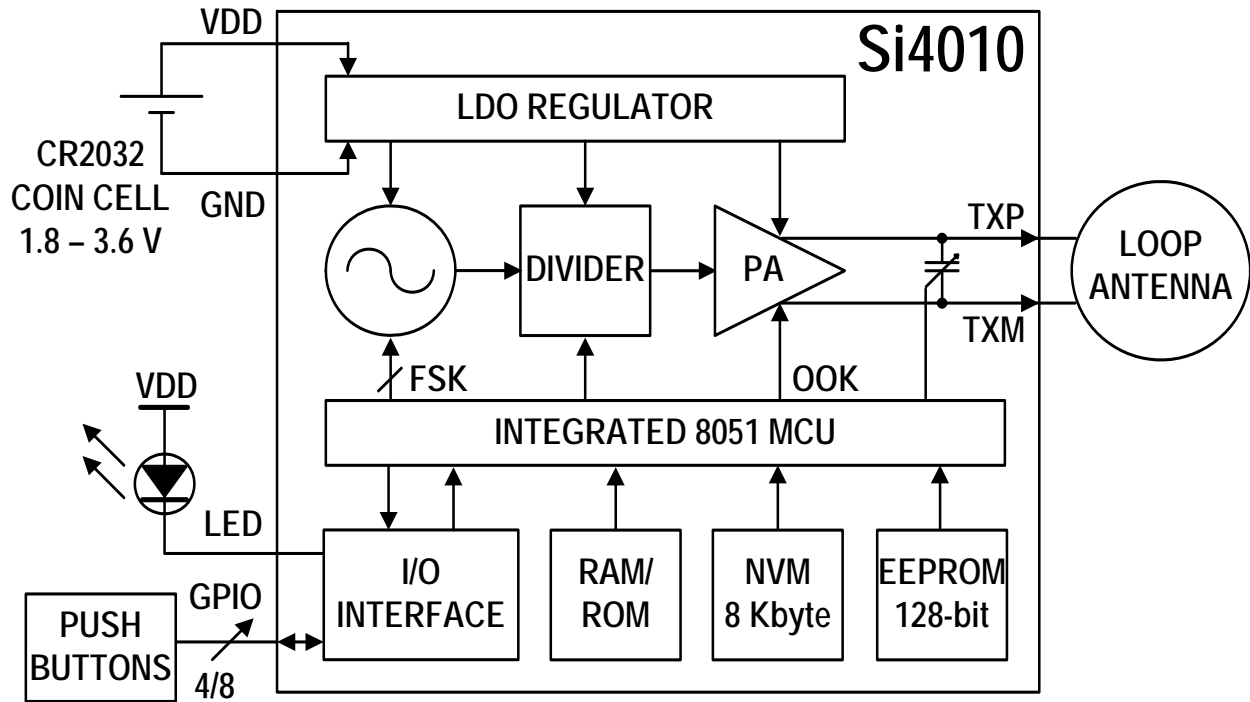 VDD
Si4010
LDO REGULATOR
CR2032
COIN CELL
1.8 – 3.6 V
GND
DIVIDER
PA
TXP
TXM
LOOP
ANTENNA
FSK
OOK
VDD
INTEGRATED 8051 MCU
LED
I/O
INTERFACE
RAM/
ROM
NVM
8 Kbyte
EEPROM
128-bit
GPIO
PUSH
BUTTONS
4/8